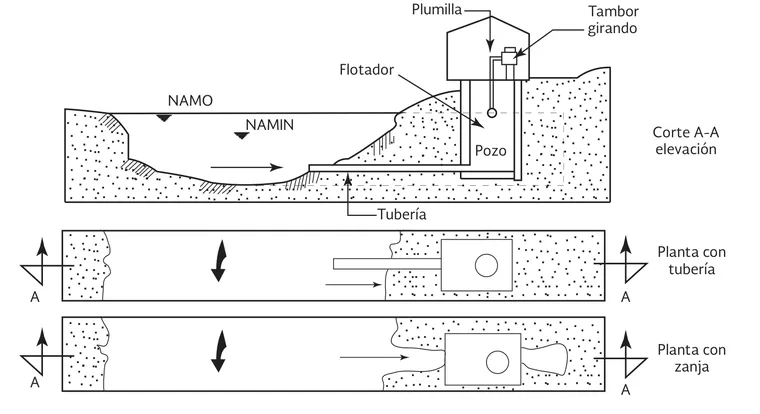 Plumilla
Tambor
girando
Flotador
NAMO
NAMIN
Pozo
Corte A-A
elevación
Tubería
A
A
Planta con
tubería
A
A
Planta con
zanja